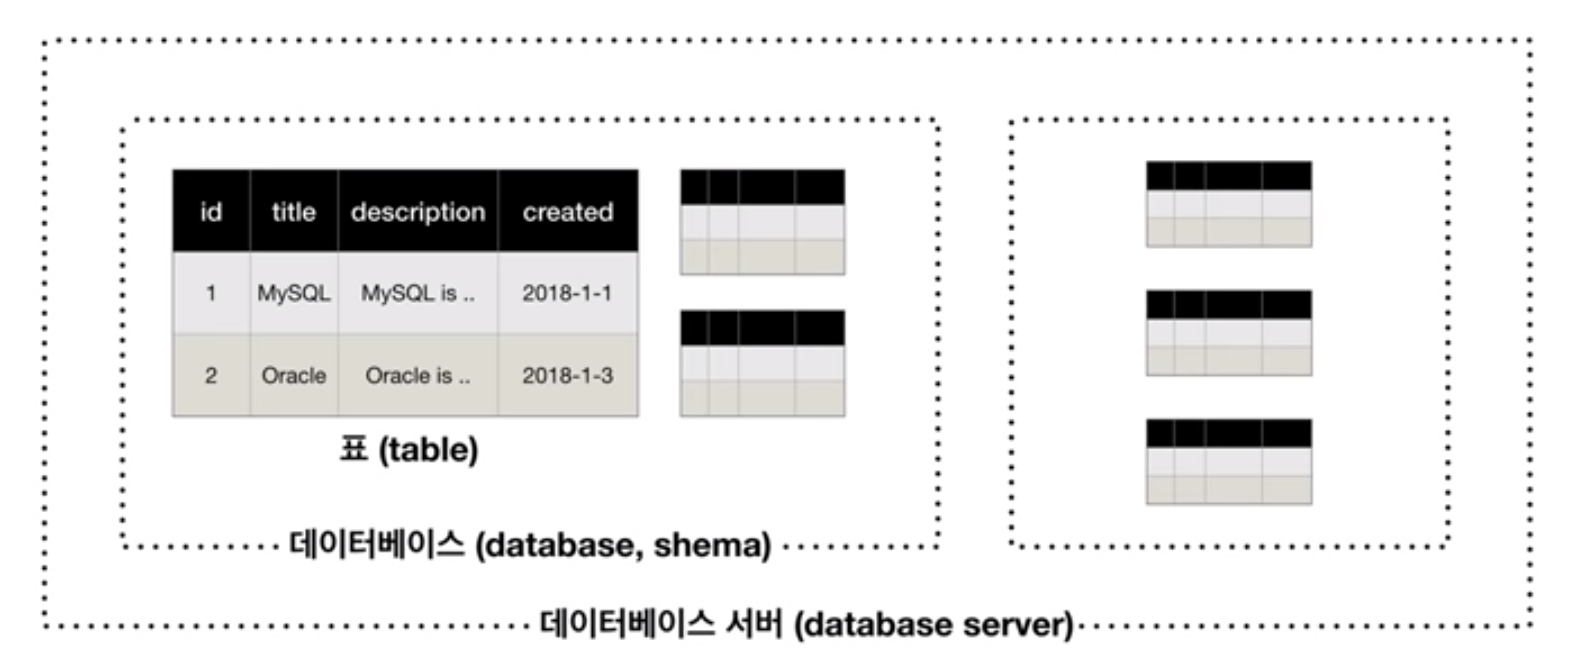 id title description created
1 MySQL MySQL is .. 2018-1-1
2 Oracle Oracle is .. 2018-1-3
표 (table)
데이터베이스 (database, shema)
데이터베이스 서버 (database server)